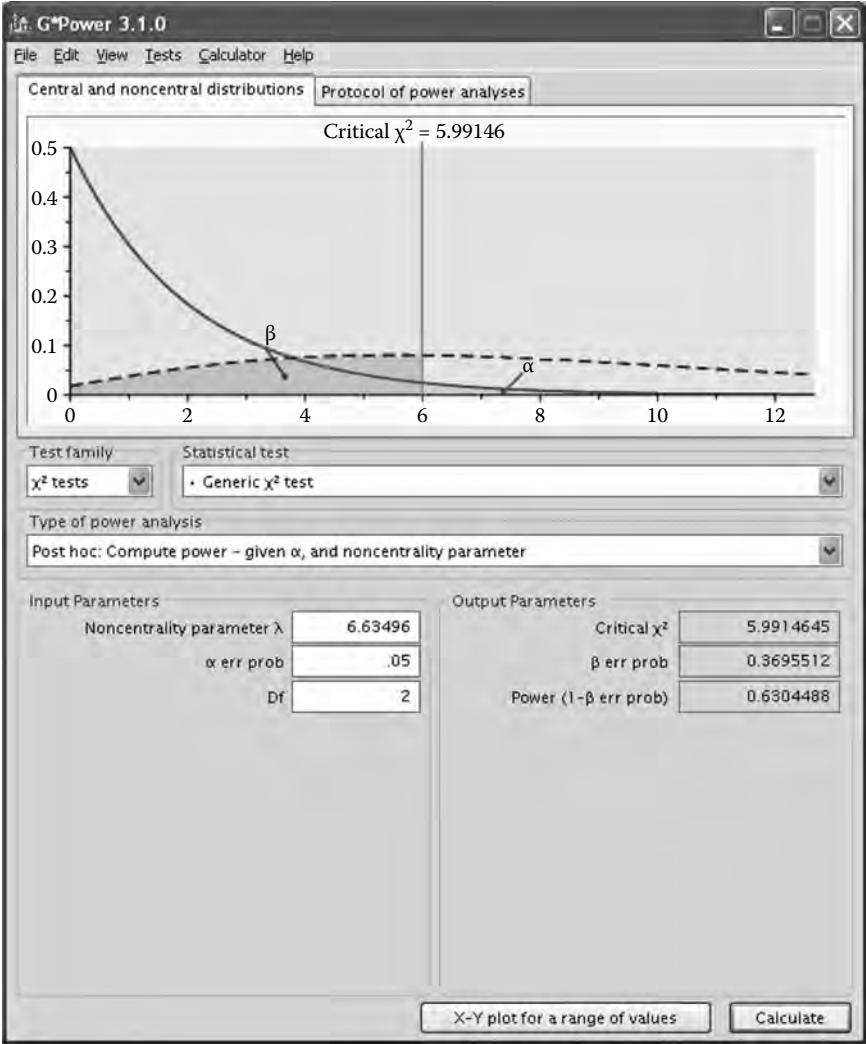 G*Power 3.1.0
File Edit View Tests Calculator Help
Central and noncentral distributions Protocol of power analyses
Critical χ² = 5.99146
0.5
0.4
0.3
0.2
0.1
0
β
α
0 2 4 6 8 10 12
Test family Statistical test
χ² tests · Generic χ² test
Type of power analysis
Post hoc: Compute power – given α, and noncentrality parameter
Input Parameters Output Parameters
Noncentrality parameter λ 6.63496 Critical χ² 5.9914645
α err prob .05 β err prob 0.3695512
Df 2 Power (1-β err prob) 0.6304488
X-Y plot for a range of values Calculate